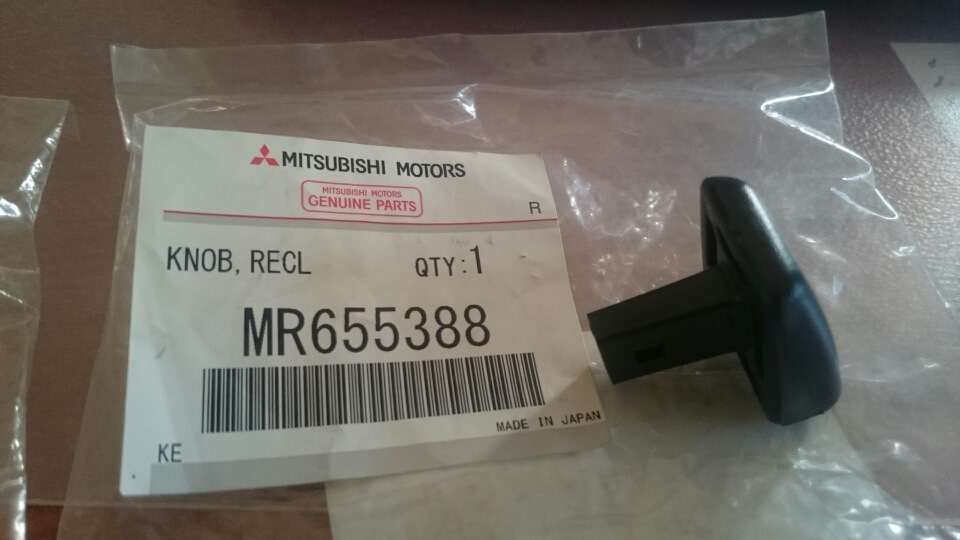 MITSUBISHI MOTORS
MITSUBISHI MOTORS
GENUINE PARTS
R
KNOB, RECL QTY:1
MR655388
MADE IN JAPAN
KE